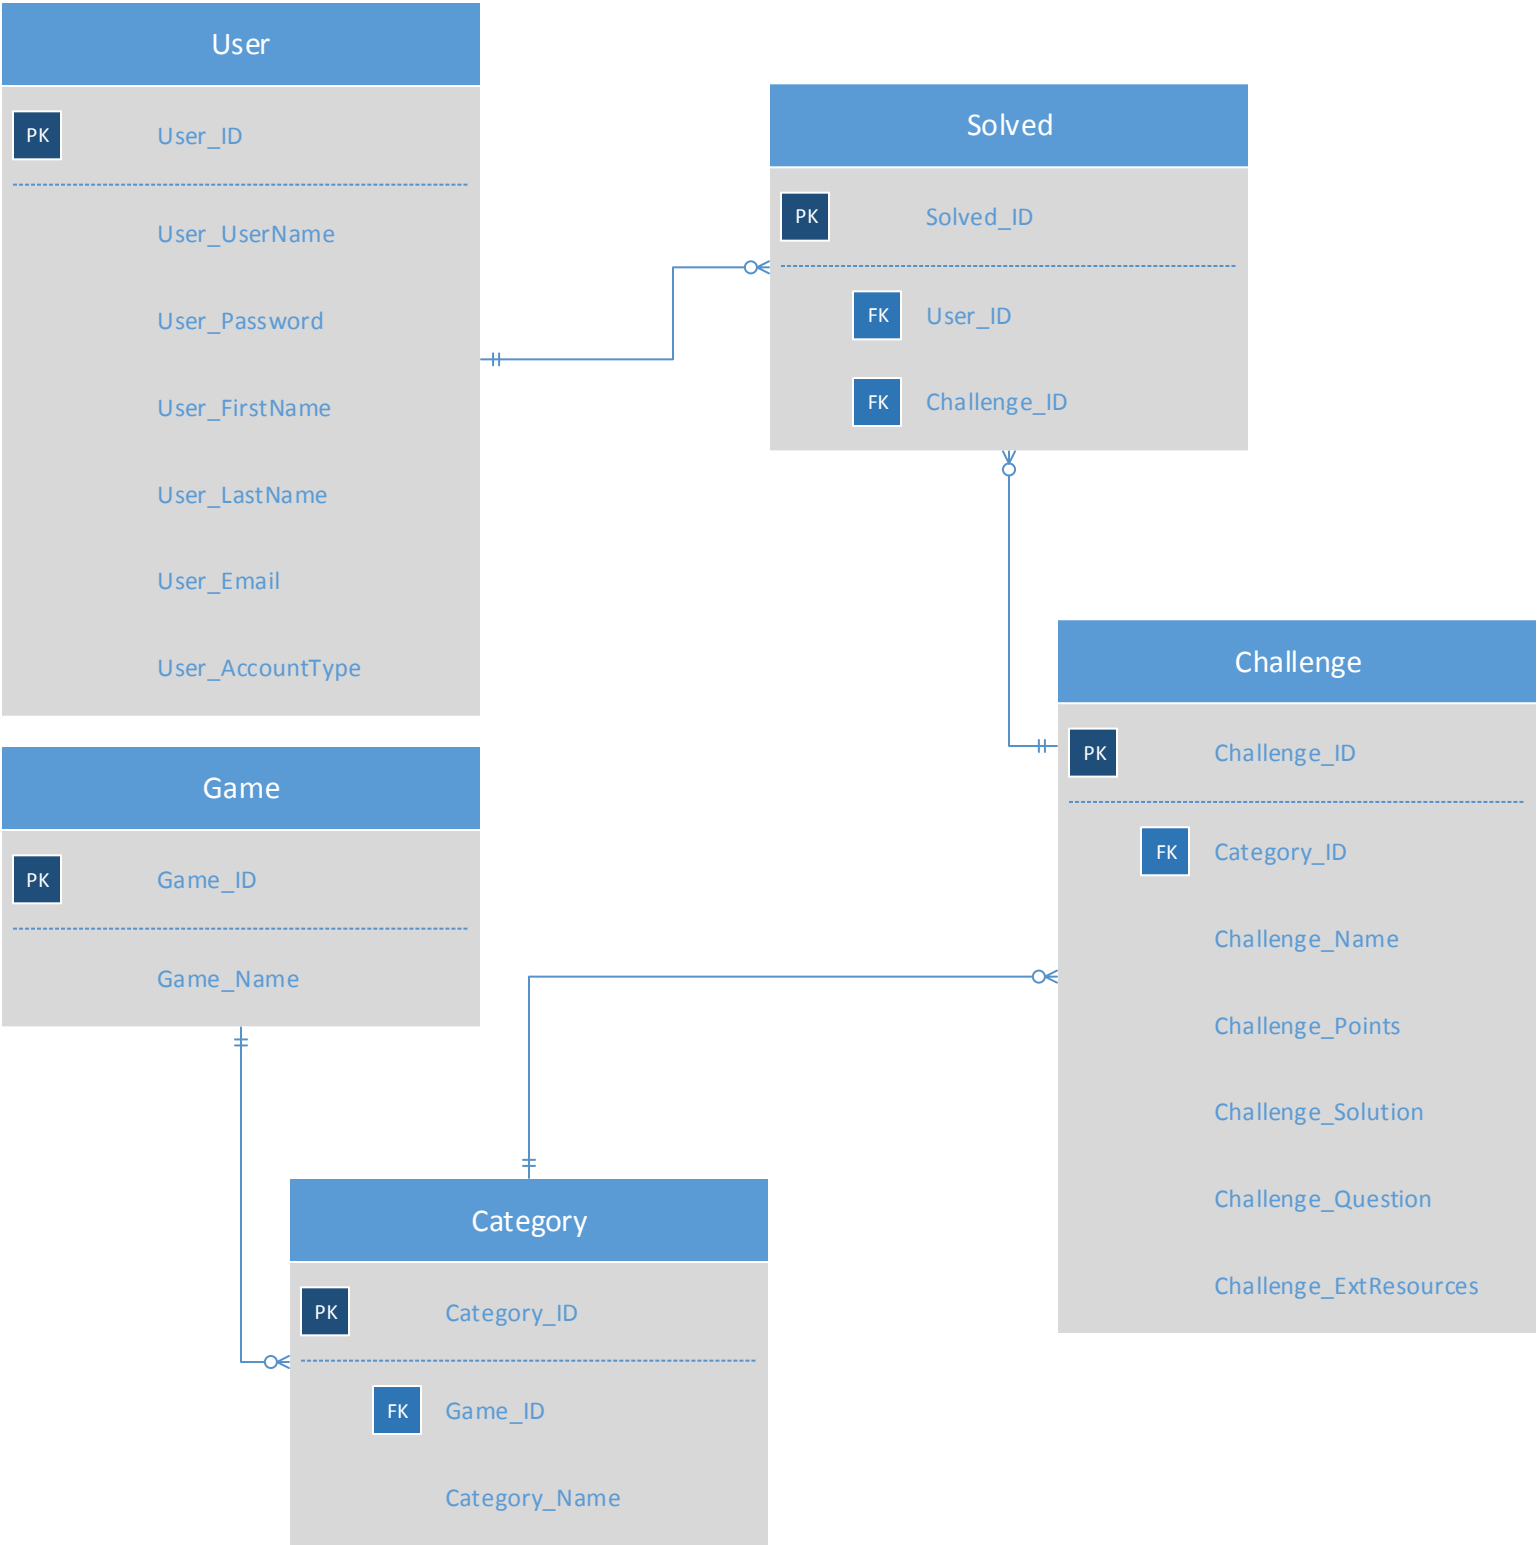 User
PK User_ID
User_UserName
User_Password
User_FirstName
User_LastName
User_Email
User_AccountType
Solved
PK Solved_ID
FK User_ID
FK Challenge_ID
Game
PK Game_ID
Game_Name
Challenge
PK Challenge_ID
FK Category_ID
Challenge_Name
Challenge_Points
Challenge_Solution
Challenge_Question
Challenge_ExtResources
Category
PK Category_ID
FK Game_ID
Category_Name